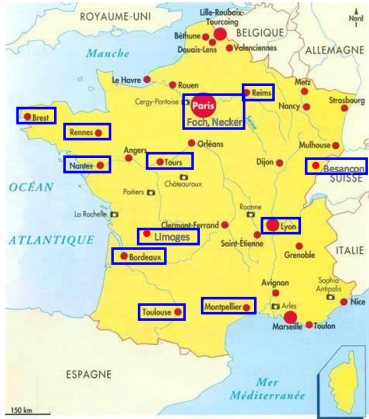 ROYAUME-UNI
Lille-Roubaix-
Tourcoing
Nord
BELGIQUE
Béthune
Douais-Lens
Valenciennes
ALLEMAGNE
Manche
Le Havre
Rouen
Reims
Metz
Cergy-Pontoise
Paris
Nancy
Strasbourg
Foch, Necker
Brest
Rennes
Orléans
Mulhouse
Angers
Nantes
Tours
Dijon
Besançon
SUISSE
Châteauroux
OCÉAN
Poitiers
La Rochelle
Roanne
Clermont-Ferrand
Lyon
ATLANTIQUE
Limoges
Saint-Étienne
ITALIE
Bordeaux
Grenoble
Sophia
Antipolis
Avignon
Toulouse
Montpellier
Arles
Nice
Marseille
Toulon
ESPAGNE
Mer
Méditerranée
150 km